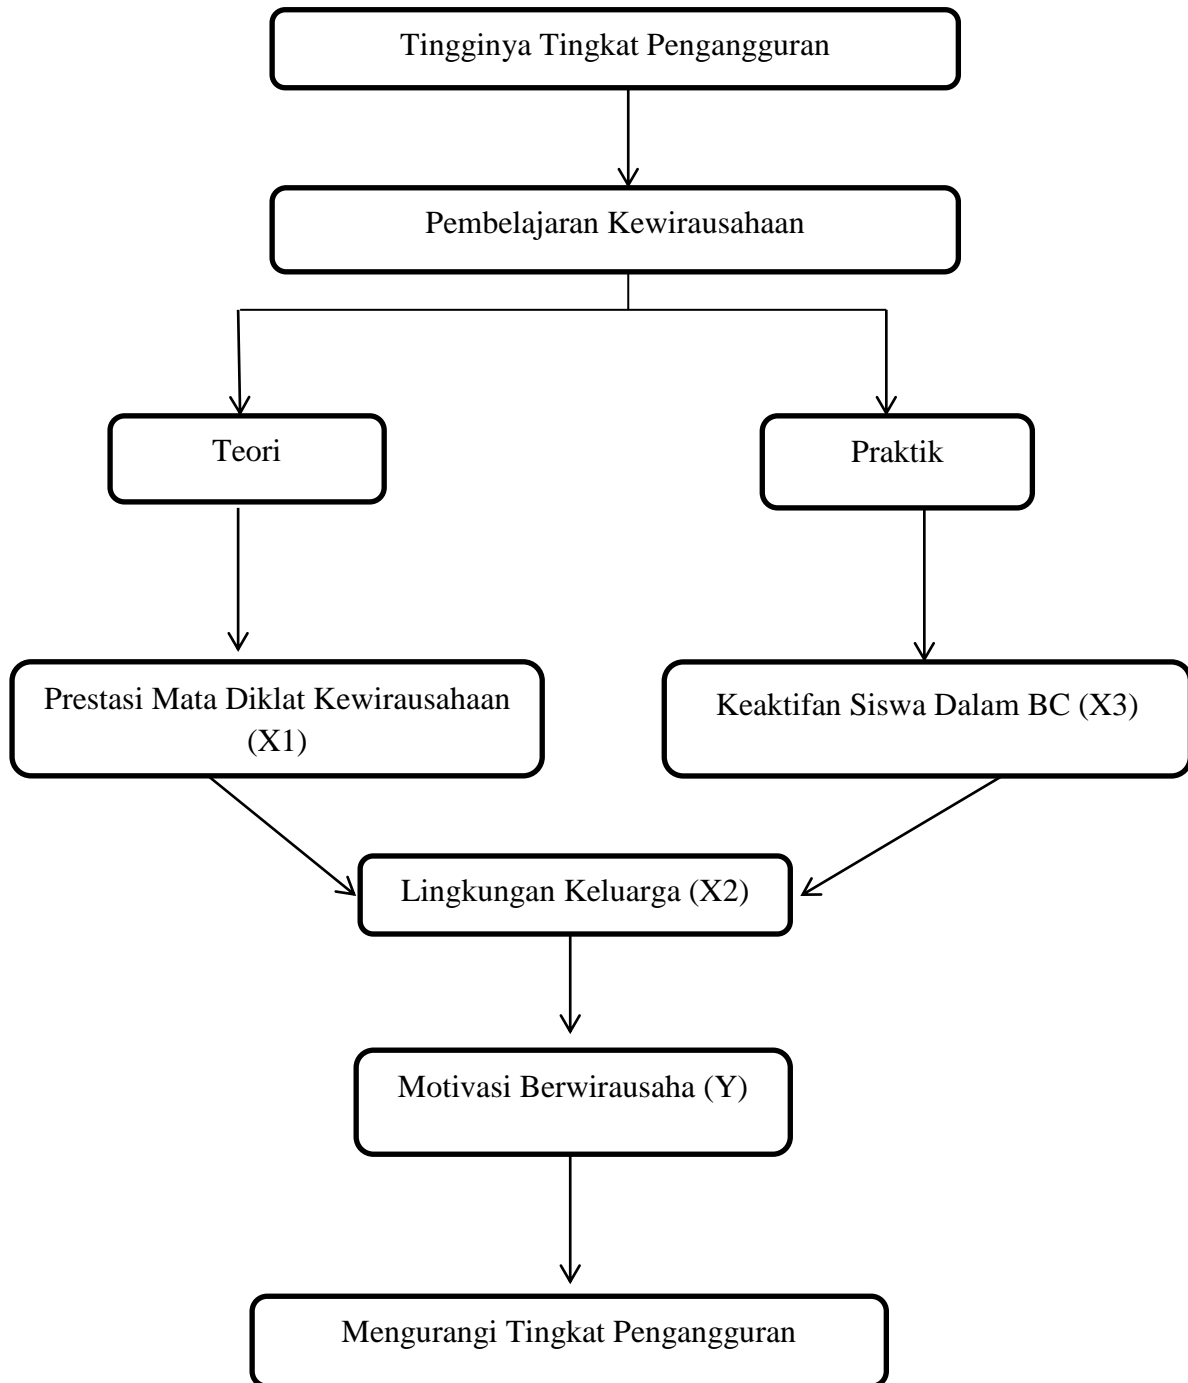 Tingginya Tingkat Pengangguran
Pembelajaran Kewirausahaan
Teori
Praktik
Prestasi Mata Diklat Kewirausahaan
(X1)
Keaktifan Siswa Dalam BC (X3)
Lingkungan Keluarga (X2)
Motivasi Berwirausaha (Y)
Mengurangi Tingkat Pengangguran